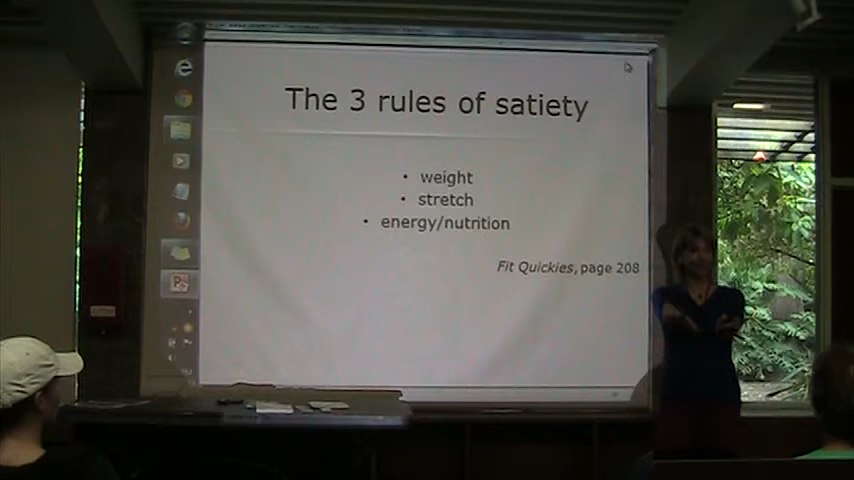 The 3 rules of satiety
• weight
• stretch
• energy/nutrition
Fit Quickies, page 208